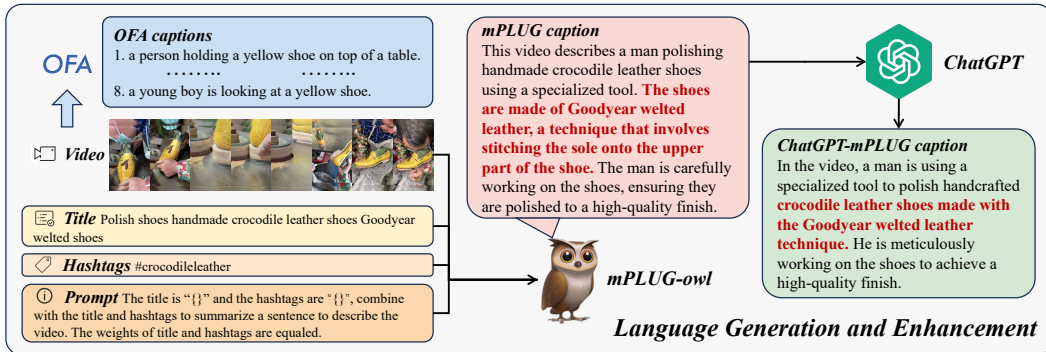 OFA captions
1. a person holding a yellow shoe on top of a table.
........ ........
8. a young boy is looking at a yellow shoe.
OFA
Video
Title Polish shoes handmade crocodile leather shoes Goodyear
welted shoes
Hashtags #crocodileleather
Prompt The title is “{}” and the hashtags are "{}", combine
with the title and hashtags to summarize a sentence to describe the
video. The weights of title and hashtags are equaled.
mPLUG caption
This video describes a man polishing
handmade crocodile leather shoes
using a specialized tool. The shoes
are made of Goodyear welted
leather, a technique that involves
stitching the sole onto the upper
part of the shoe. The man is carefully
working on the shoes, ensuring they
are polished to a high-quality finish.
mPLUG-owl
ChatGPT
ChatGPT-mPLUG caption
In the video, a man is using a
specialized tool to polish handcrafted
crocodile leather shoes made with
the Goodyear welted leather
technique. He is meticulously
working on the shoes to achieve a
high-quality finish.
Language Generation and Enhancement